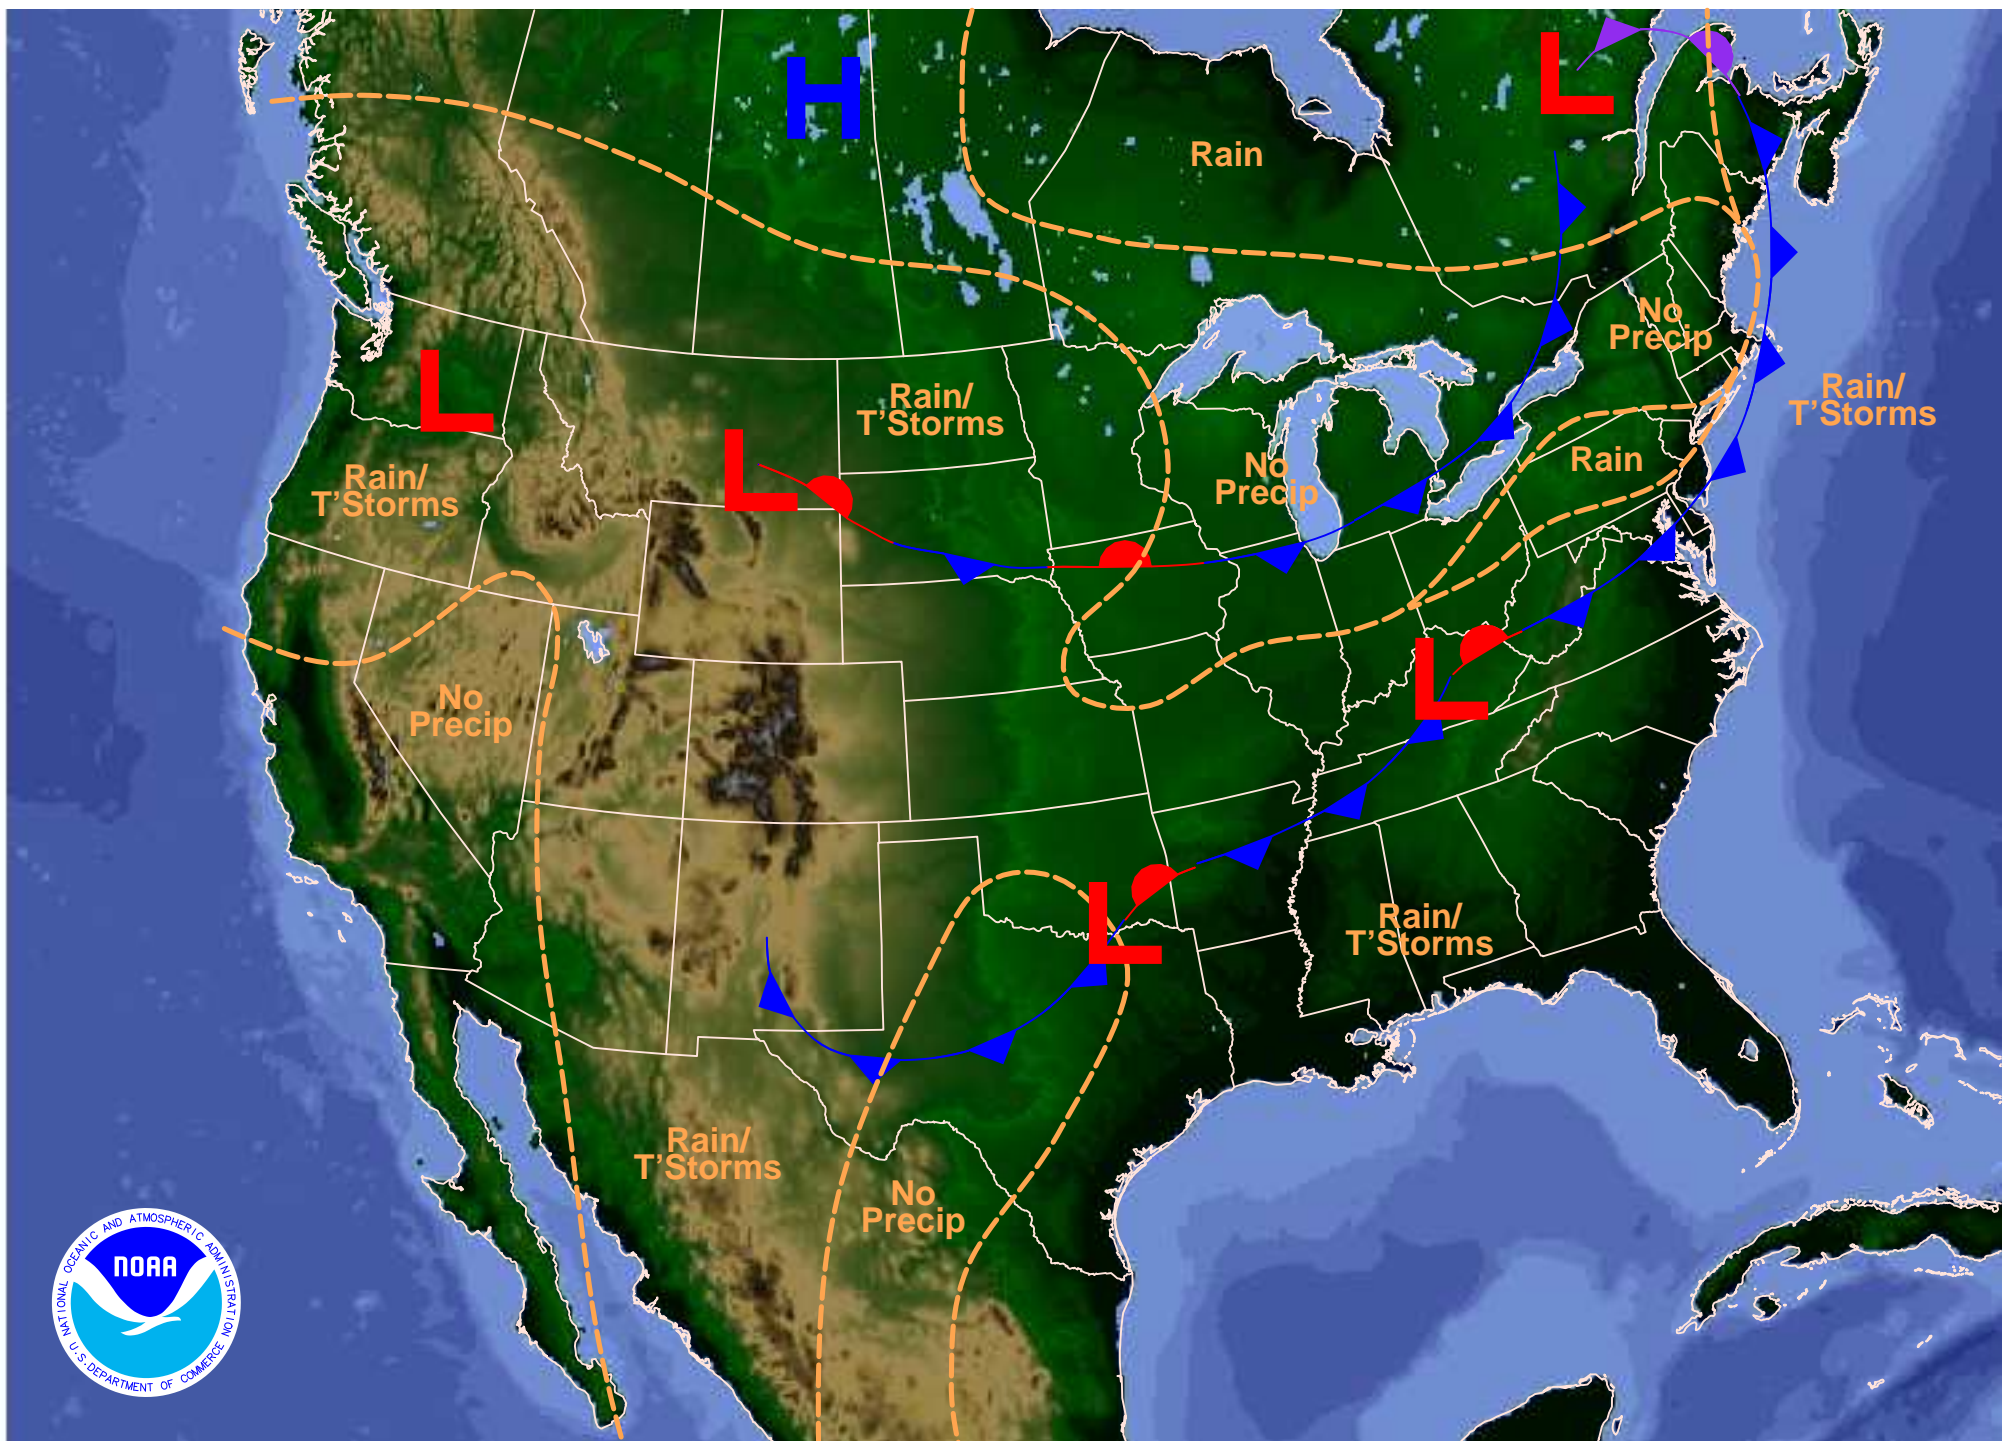 H
L
Rain
No
Precip
Rain/
T'Storms
L
Rain/
T'Storms
L
Rain/
T'Storms
No
Precip
Rain
L
No
Precip
Rain/
T'Storms
L
Rain/
T'Storms
No
Precip
NATIONAL OCEANIC AND ATMOSPHERIC ADMINISTRATION
NOAA
U.S. DEPARTMENT OF COMMERCE